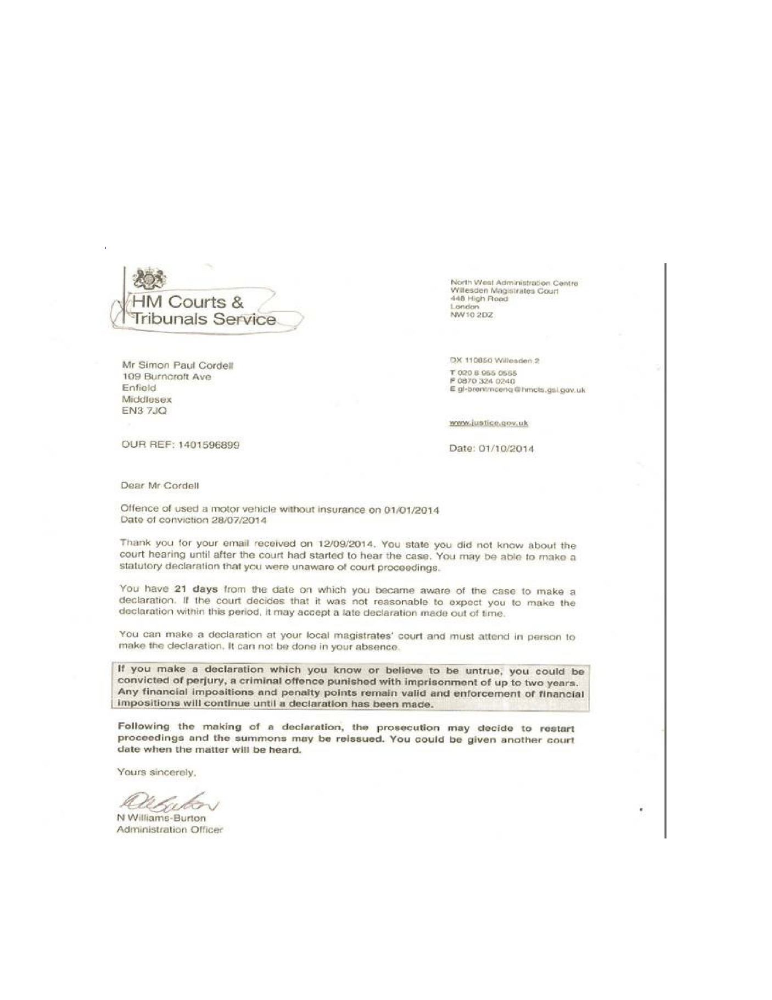 HM Courts &
Tribunals Service
North West Administration Centre
Willesden Magistrates Court
448 High Road
London
NW10 2DZ
Mr Simon Paul Cordell
109 Burncroft Ave
Enfield
Middlesex
EN3 7JQ
DX 110850 Willesden 2
T 020 8 955 0555
F 0870 324 0240
E gl-brentmcenq@hmcts.gsi.gov.uk
www.justice.gov.uk
OUR REF: 1401596899
Date: 01/10/2014
Dear Mr Cordell
Offence of used a motor vehicle without insurance on 01/01/2014
Date of conviction 28/07/2014
Thank you for your email received on 12/09/2014. You state you did not know about the
court hearing until after the court had started to hear the case. You may be able to make a
statutory declaration that you were unaware of court proceedings.
You have 21 days from the date on which you became aware of the case to make a
declaration. If the court decides that it was not reasonable to expect you to make the
declaration within this period, it may accept a late declaration made out of time.
You can make a declaration at your local magistrates' court and must attend in person to
make the declaration. It can not be done in your absence.
If you make a declaration which you know or believe to be untrue, you could be
convicted of perjury, a criminal offence punished with imprisonment of up to two years.
Any financial impositions and penalty points remain valid and enforcement of financial
impositions will continue until a declaration has been made.
Following the making of a declaration, the prosecution may decide to restart
proceedings and the summons may be reissued. You could be given another court
date when the matter will be heard.
Yours sincerely,
N Williams-Burton
Administration Officer